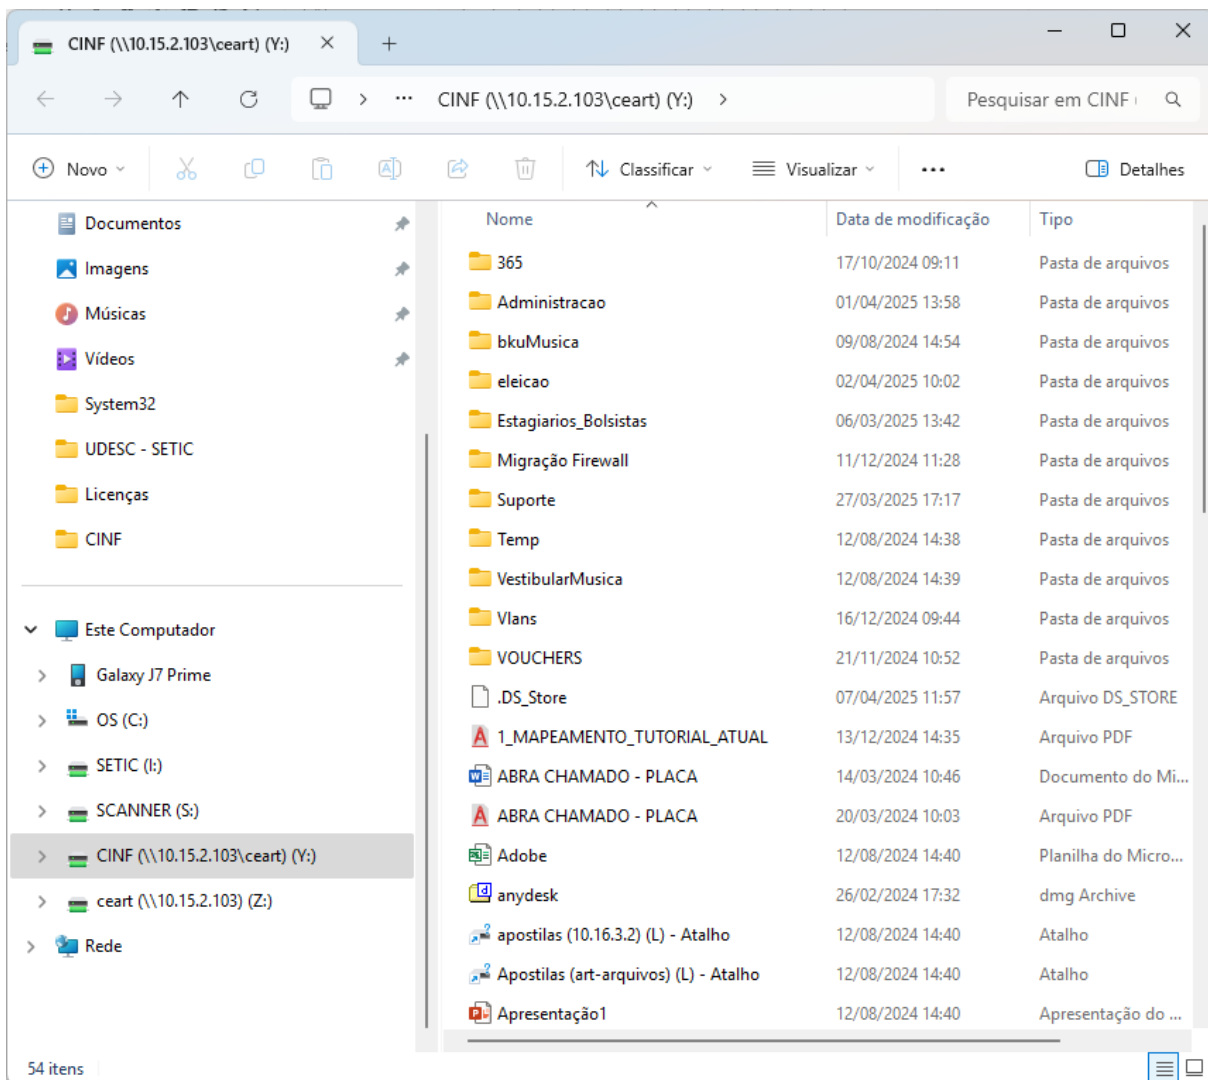 CINF (\\10.15.2.103\ceart) (Y:)
CINF (\\10.15.2.103\ceart) (Y:)
Pesquisar em CINF
Novo
Classificar
Visualizar
Detalhes
Documentos
Imagens
Músicas
Vídeos
System32
UDESC - SETIC
Licenças
CINF
Este Computador
Galaxy J7 Prime
OS (C:)
SETIC (I:)
SCANNER (S:)
CINF (\\10.15.2.103\ceart) (Y:)
ceart (\\10.15.2.103) (Z:)
Rede
Nome Data de modificação Tipo
365 17/10/2024 09:11 Pasta de arquivos
Administracao 01/04/2025 13:58 Pasta de arquivos
bkuMusica 09/08/2024 14:54 Pasta de arquivos
eleicao 02/04/2025 10:02 Pasta de arquivos
Estagiarios_Bolsistas 06/03/2025 13:42 Pasta de arquivos
Migração Firewall 11/12/2024 11:28 Pasta de arquivos
Suporte 27/03/2025 17:17 Pasta de arquivos
Temp 12/08/2024 14:38 Pasta de arquivos
VestibularMusica 12/08/2024 14:39 Pasta de arquivos
Vlans 16/12/2024 09:44 Pasta de arquivos
VOUCHERS 21/11/2024 10:52 Pasta de arquivos
.DS_Store 07/04/2025 11:57 Arquivo DS_STORE
1_MAPEAMENTO_TUTORIAL_ATUAL 13/12/2024 14:35 Arquivo PDF
ABRA CHAMADO - PLACA 14/03/2024 10:46 Documento do Mi...
ABRA CHAMADO - PLACA 20/03/2024 10:03 Arquivo PDF
Adobe 12/08/2024 14:40 Planilha do Micro...
anydesk 26/02/2024 17:32 dmg Archive
apostilas (10.16.3.2) (L) - Atalho 12/08/2024 14:40 Atalho
Apostilas (art-arquivos) (L) - Atalho 12/08/2024 14:40 Atalho
Apresentação1 12/08/2024 14:40 Apresentação do ...
54 itens